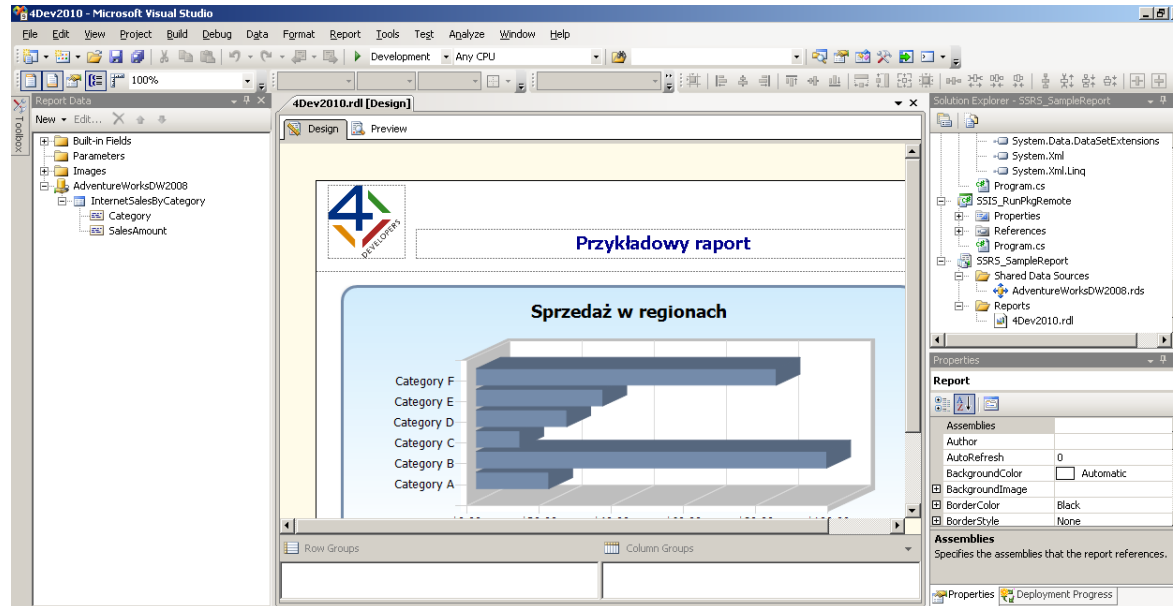 4Dev2010 - Microsoft Visual Studio
File Edit View Project Build Debug Data Format Report Tools Test Analyze Window Help
Development Any CPU
100%
Report Data
4Dev2010.rdl [Design]
Solution Explorer - SSRS_SampleReport
Toolbox
New Edit...
Design Preview
Built-in Fields
Parameters
Images
AdventureWorksDW2008
InternetSalesByCategory
Category
SalesAmount
4
DEVELOPERS
Przykładowy raport
Sprzedaż w regionach
Category F
Category E
Category D
Category C
Category B
Category A
Row Groups
Column Groups
System.Data.DataSetExtensions
System.Xml
System.Xml.Linq
Program.cs
SSIS_RunPkgRemote
Properties
References
Program.cs
SSRS_SampleReport
Shared Data Sources
AdventureWorksDW2008.rds
Reports
4Dev2010.rdl
Properties
Report
Assemblies
Author
AutoRefresh 0
BackgroundColor Automatic
BackgroundImage
BorderColor Black
BorderStyle None
Assemblies
Specifies the assemblies that the report references.
Properties Deployment Progress